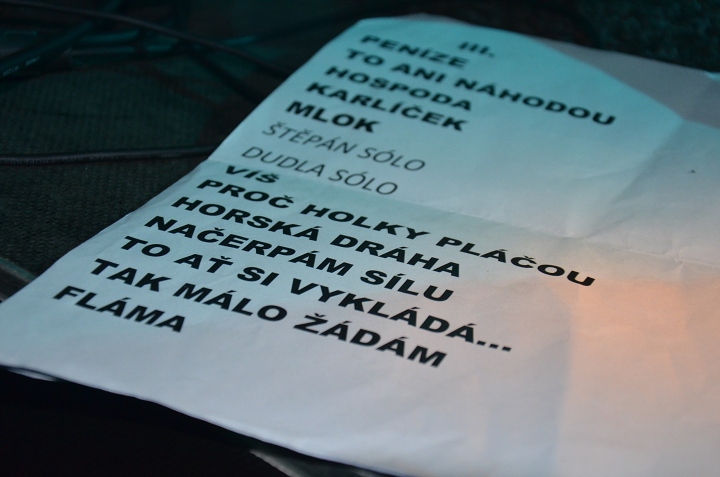 III.
PENÍZE
TO ANI NÁHODOU
HOSPODA
KARLÍČEK
MLOK
ŠTĚPÁN SÓLO
DUDLA SÓLO
VÍŠ
PROČ HOLKY PLÁČOU
HORSKÁ DRÁHA
NAČERPÁM SÍLU
TO AŤ SI VYKLÁDÁ...
TAK MÁLO ŽÁDÁM
FLÁMA